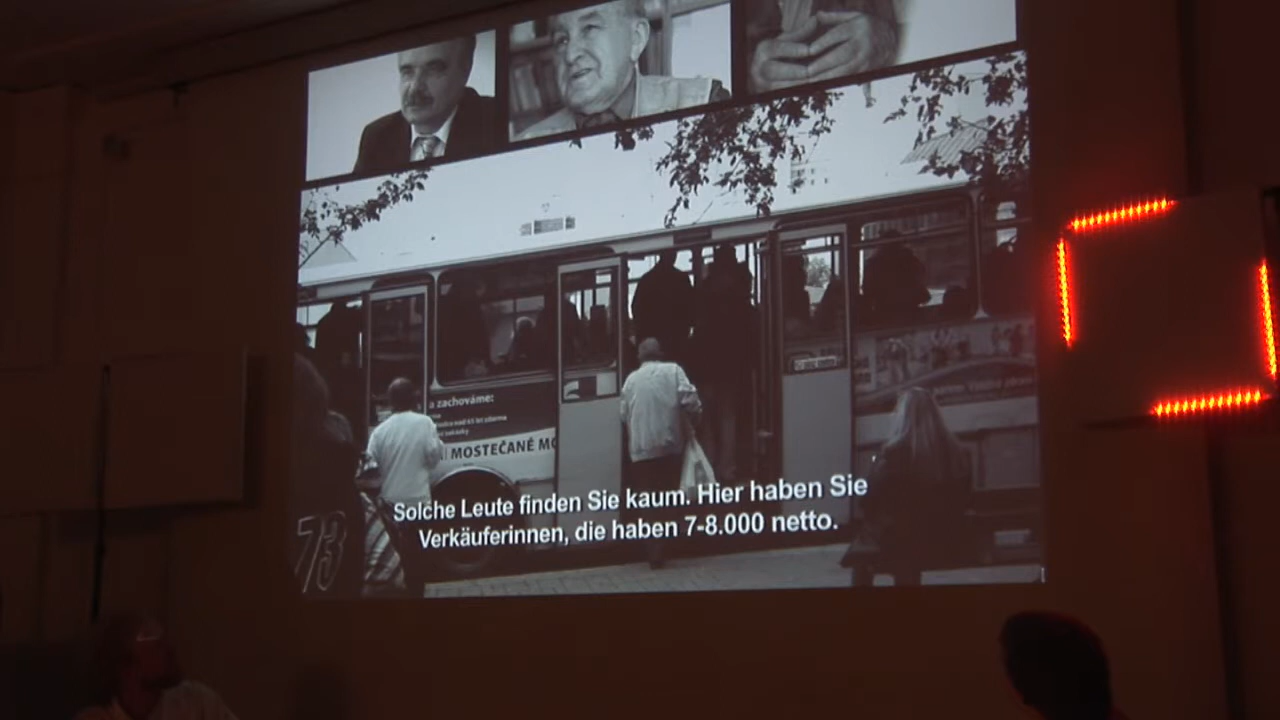 a zachováme:
MOSTEČANÉ MO
Solche Leute finden Sie kaum. Hier haben Sie
Verkäuferinnen, die haben 7-8.000 netto.
73